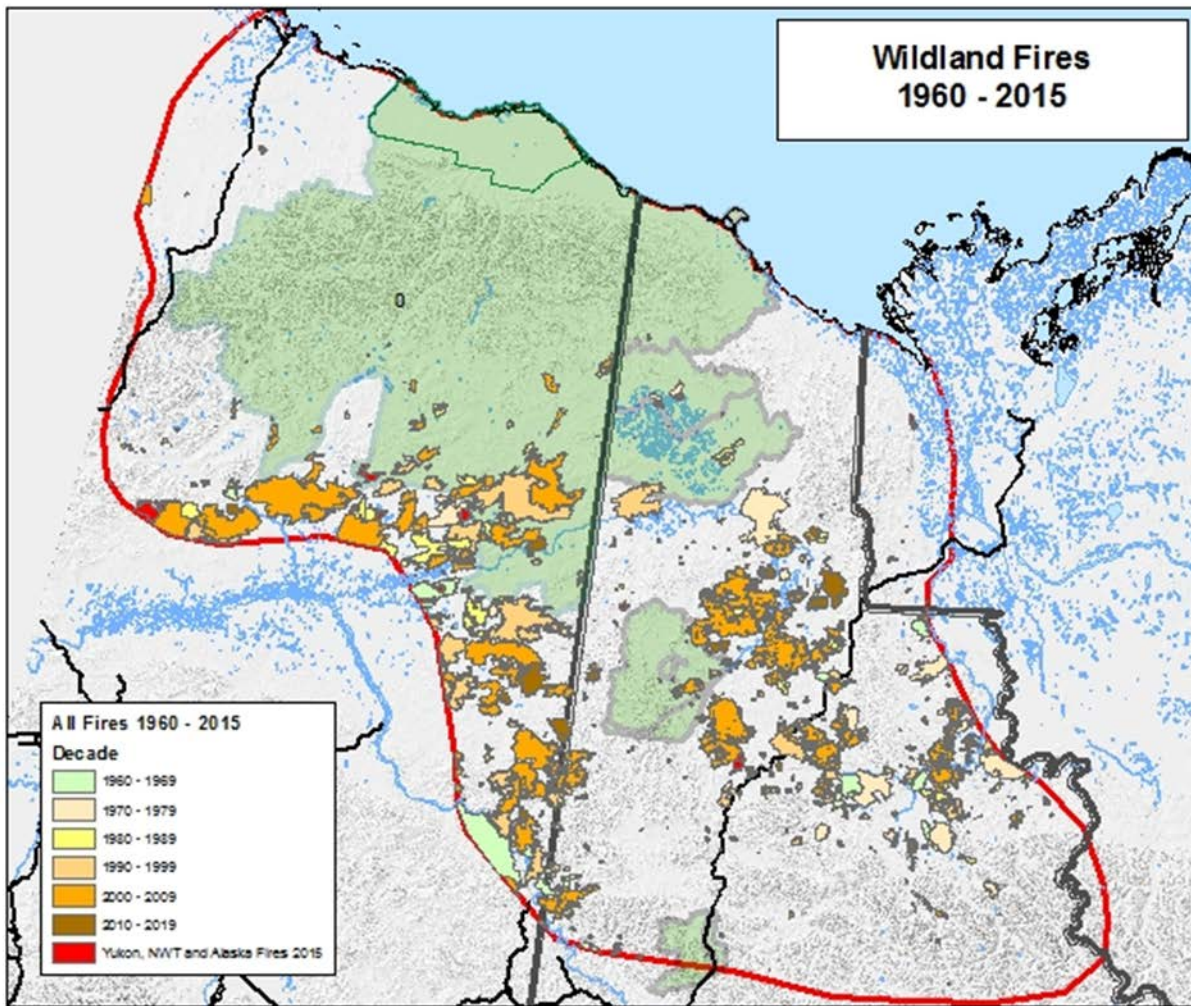 Wildland Fires
1960 - 2015
0
All Fires 1960 - 2015
Decade
1960 - 1969
1970 - 1979
1980 - 1989
1990 - 1999
2000 - 2009
2010 - 2019
Yukon, NWT and Alaska Fires 2015